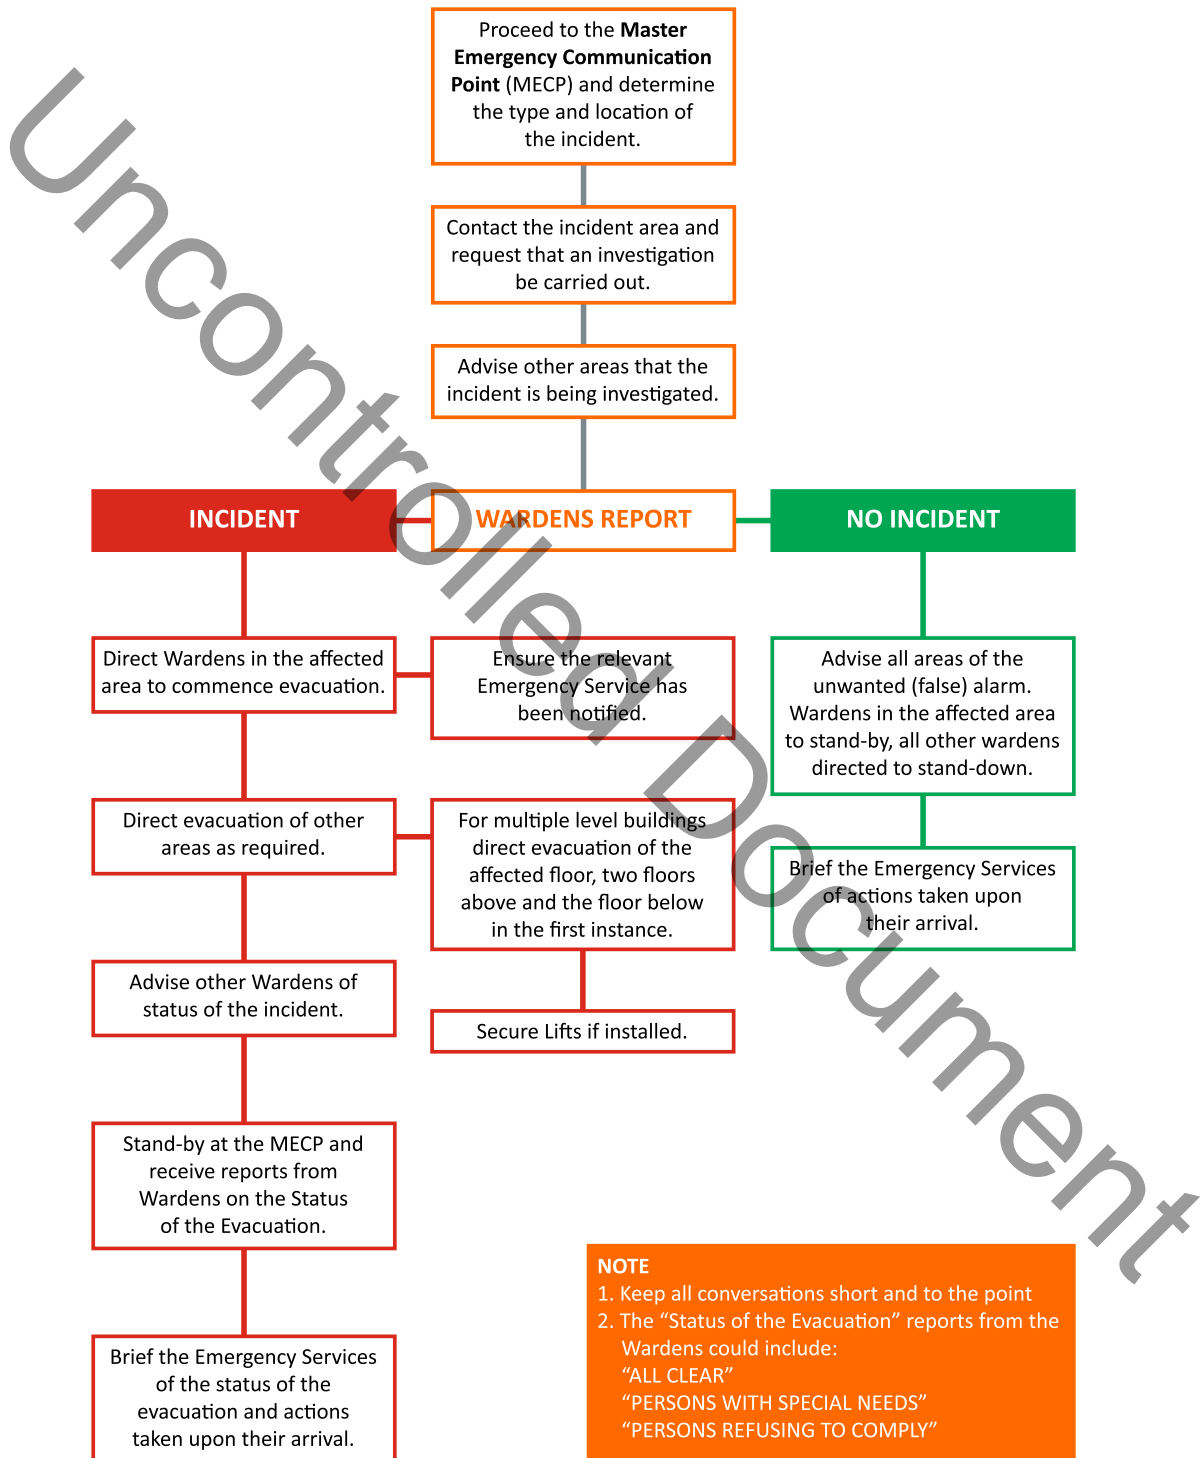 Proceed to the Master
Emergency Communication
Point (MECP) and determine
the type and location of
the incident.
Contact the incident area and
request that an investigation
be carried out.
Advise other areas that the
incident is being investigated.
INCIDENT
WARDENS REPORT
NO INCIDENT
Direct Wardens in the affected
area to commence evacuation.
Ensure the relevant
Emergency Service has
been notified.
Advise all areas of the
unwanted (false) alarm.
Wardens in the affected area
to stand-by, all other wardens
directed to stand-down.
Direct evacuation of other
areas as required.
For multiple level buildings
direct evacuation of the
affected floor, two floors
above and the floor below
in the first instance.
Brief the Emergency Services
of actions taken upon
their arrival.
Advise other Wardens of
status of the incident.
Secure Lifts if installed.
Stand-by at the MECP and
receive reports from
Wardens on the Status
of the Evacuation.
Brief the Emergency Services
of the status of the
evacuation and actions
taken upon their arrival.
NOTE
1. Keep all conversations short and to the point
2. The “Status of the Evacuation” reports from the
Wardens could include:
“ALL CLEAR”
“PERSONS WITH SPECIAL NEEDS”
“PERSONS REFUSING TO COMPLY”
Uncontrolled Document